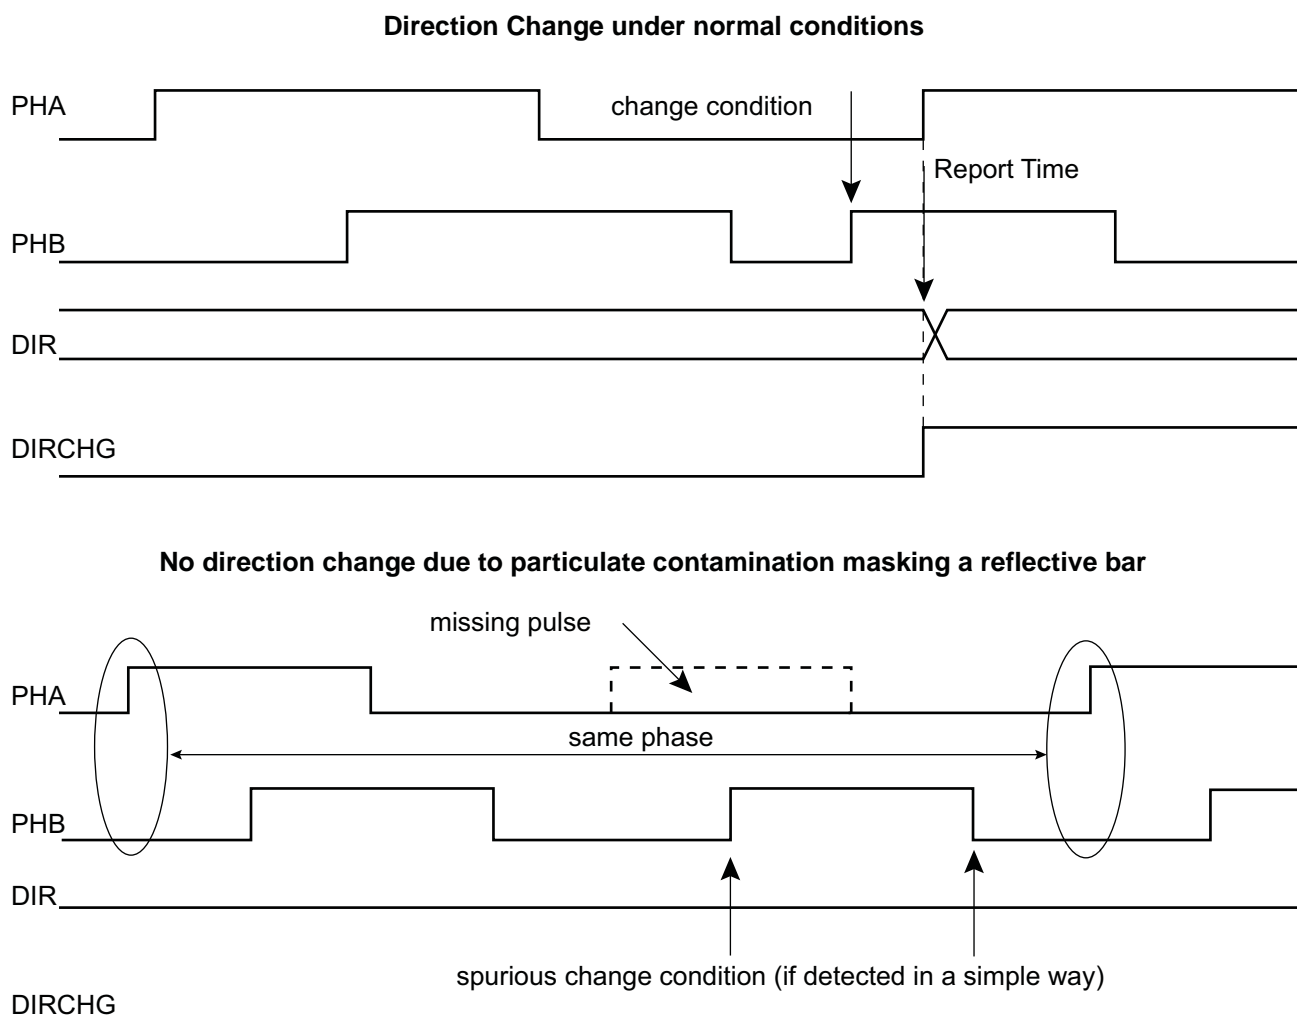 Direction Change under normal conditions
PHA
change condition
Report Time
PHB
DIR
DIRCHG
No direction change due to particulate contamination masking a reflective bar
missing pulse
PHA
same phase
PHB
DIR
spurious change condition (if detected in a simple way)
DIRCHG